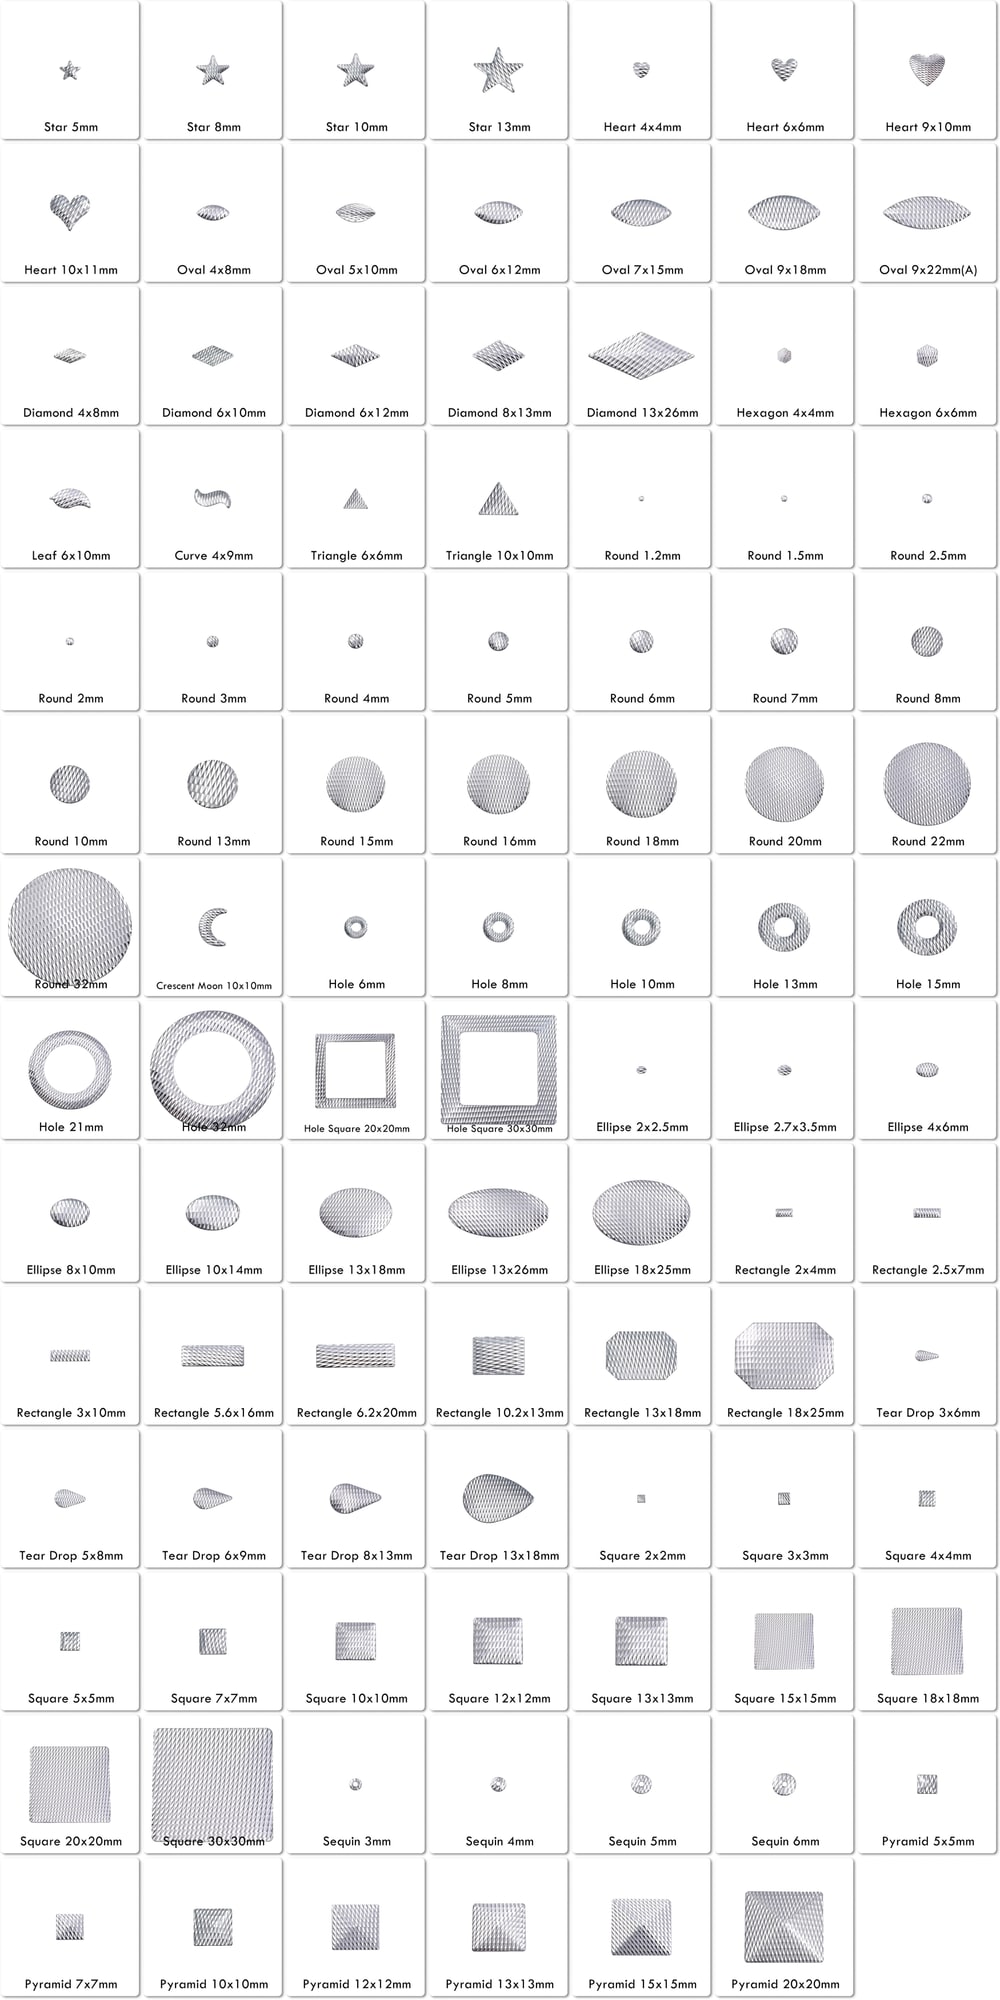 Star 5mm
Star 8mm
Star 10mm
Star 13mm
Heart 4x4mm
Heart 6x6mm
Heart 9x10mm
Heart 10x11mm
Oval 4x8mm
Oval 5x10mm
Oval 6x12mm
Oval 7x15mm
Oval 9x18mm
Oval 9x22mm(A)
Diamond 4x8mm
Diamond 6x10mm
Diamond 6x12mm
Diamond 8x13mm
Diamond 13x26mm
Hexagon 4x4mm
Hexagon 6x6mm
Leaf 6x10mm
Curve 4x9mm
Triangle 6x6mm
Triangle 10x10mm
Round 1.2mm
Round 1.5mm
Round 2.5mm
Round 2mm
Round 3mm
Round 4mm
Round 5mm
Round 6mm
Round 7mm
Round 8mm
Round 10mm
Round 13mm
Round 15mm
Round 16mm
Round 18mm
Round 20mm
Round 22mm
Round 32mm
Crescent Moon 10x10mm
Hole 6mm
Hole 8mm
Hole 10mm
Hole 13mm
Hole 15mm
Hole 21mm
Hole 32mm
Hole Square 20x20mm
Hole Square 30x30mm
Ellipse 2x2.5mm
Ellipse 2.7x3.5mm
Ellipse 4x6mm
Ellipse 8x10mm
Ellipse 10x14mm
Ellipse 13x18mm
Ellipse 13x26mm
Ellipse 18x25mm
Rectangle 2x4mm
Rectangle 2.5x7mm
Rectangle 3x10mm
Rectangle 5.6x16mm
Rectangle 6.2x20mm
Rectangle 10.2x13mm
Rectangle 13x18mm
Rectangle 18x25mm
Tear Drop 3x6mm
Tear Drop 5x8mm
Tear Drop 6x9mm
Tear Drop 8x13mm
Tear Drop 13x18mm
Square 2x2mm
Square 3x3mm
Square 4x4mm
Square 5x5mm
Square 7x7mm
Square 10x10mm
Square 12x12mm
Square 13x13mm
Square 15x15mm
Square 18x18mm
Square 20x20mm
Square 30x30mm
Sequin 3mm
Sequin 4mm
Sequin 5mm
Sequin 6mm
Pyramid 5x5mm
Pyramid 7x7mm
Pyramid 10x10mm
Pyramid 12x12mm
Pyramid 13x13mm
Pyramid 15x15mm
Pyramid 20x20mm